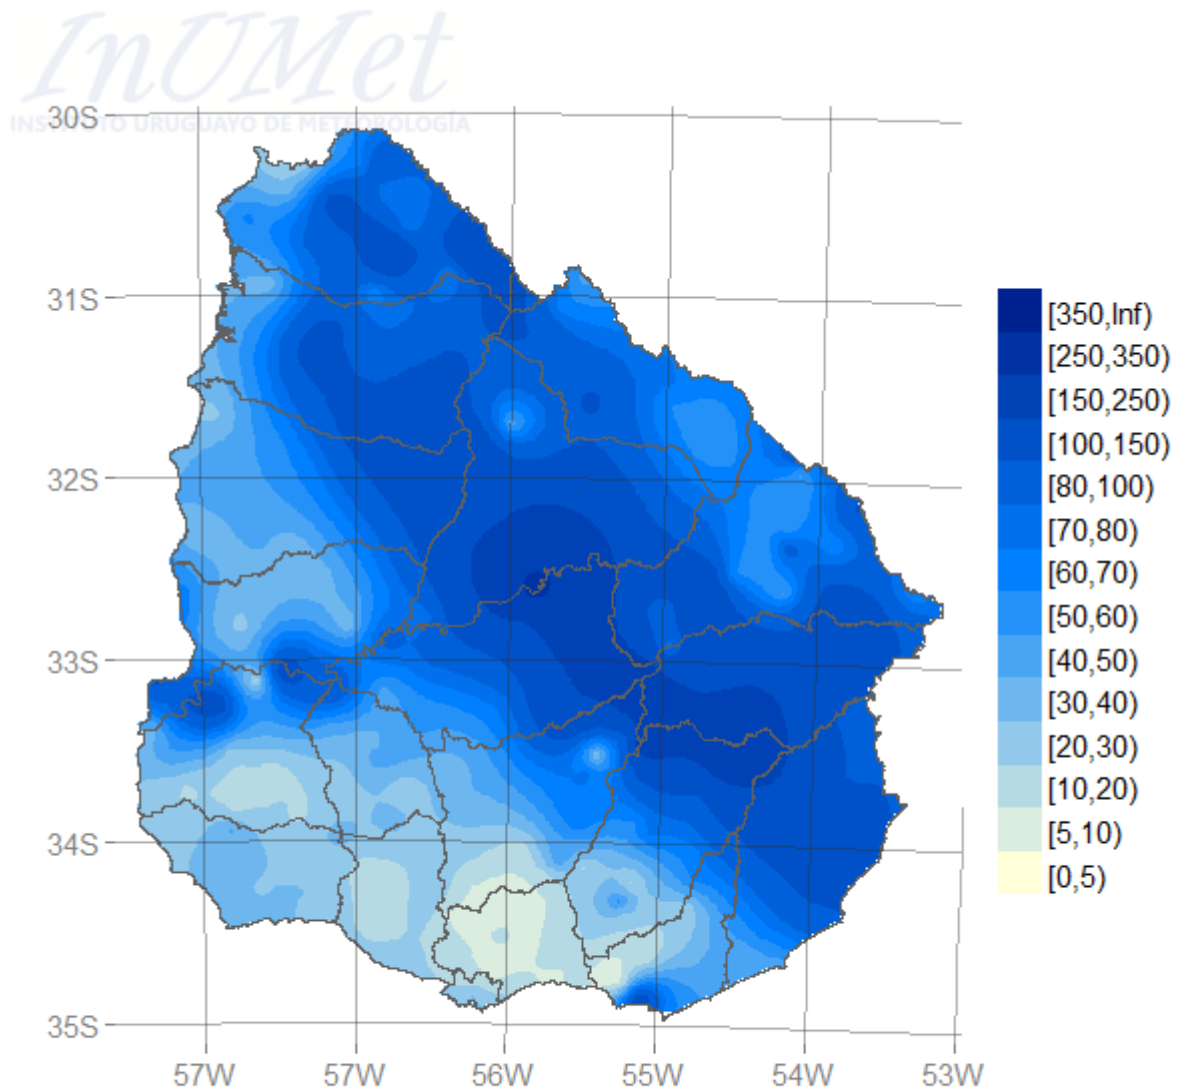 InUMet
INSTITUTO URUGUAYO DE METEOROLOGÍA
30S
31S
32S
33S
34S
35S
57W 57W 56W 55W 54W 53W
[350,Inf)
[250,350)
[150,250)
[100,150)
[80,100)
[70,80)
[60,70)
[50,60)
[40,50)
[30,40)
[20,30)
[10,20)
[5,10)
[0,5)